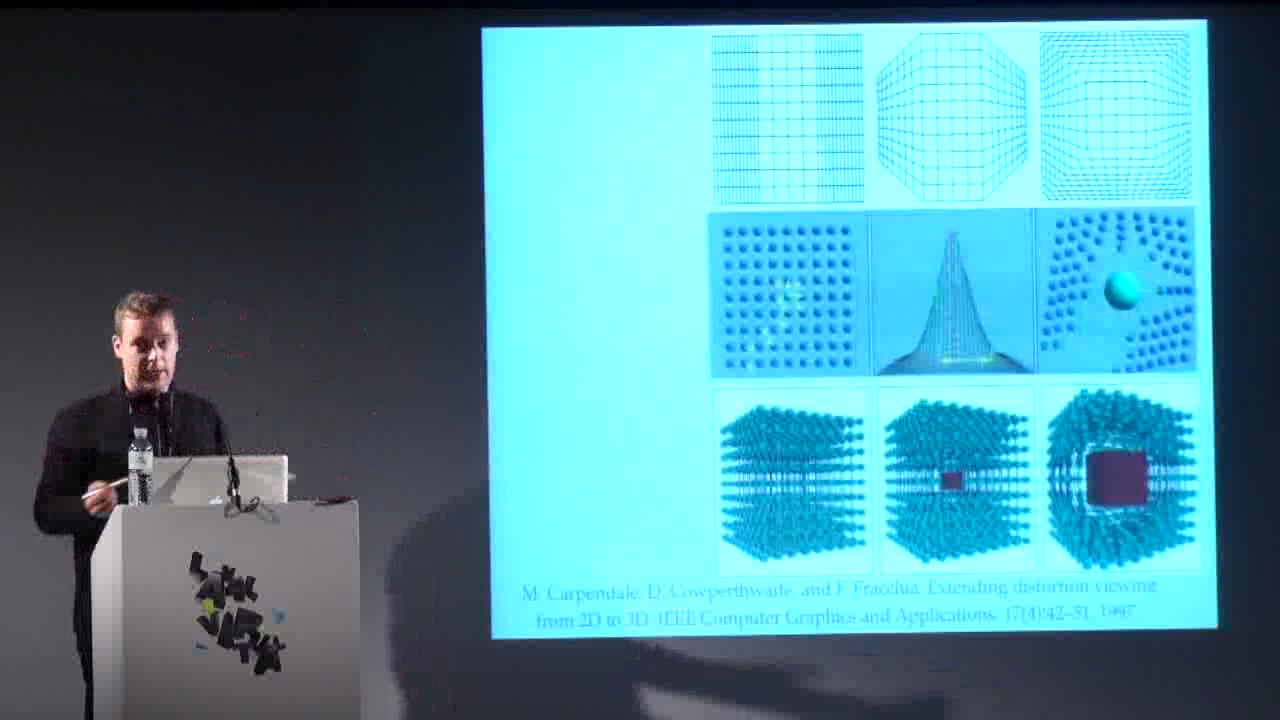 M. Carpendale, D. Cowperthwaite, and F. Fracchia. Extending distortion viewing
from 2D to 3D. IEEE Computer Graphics and Applications, 17(4):42–51, 1997